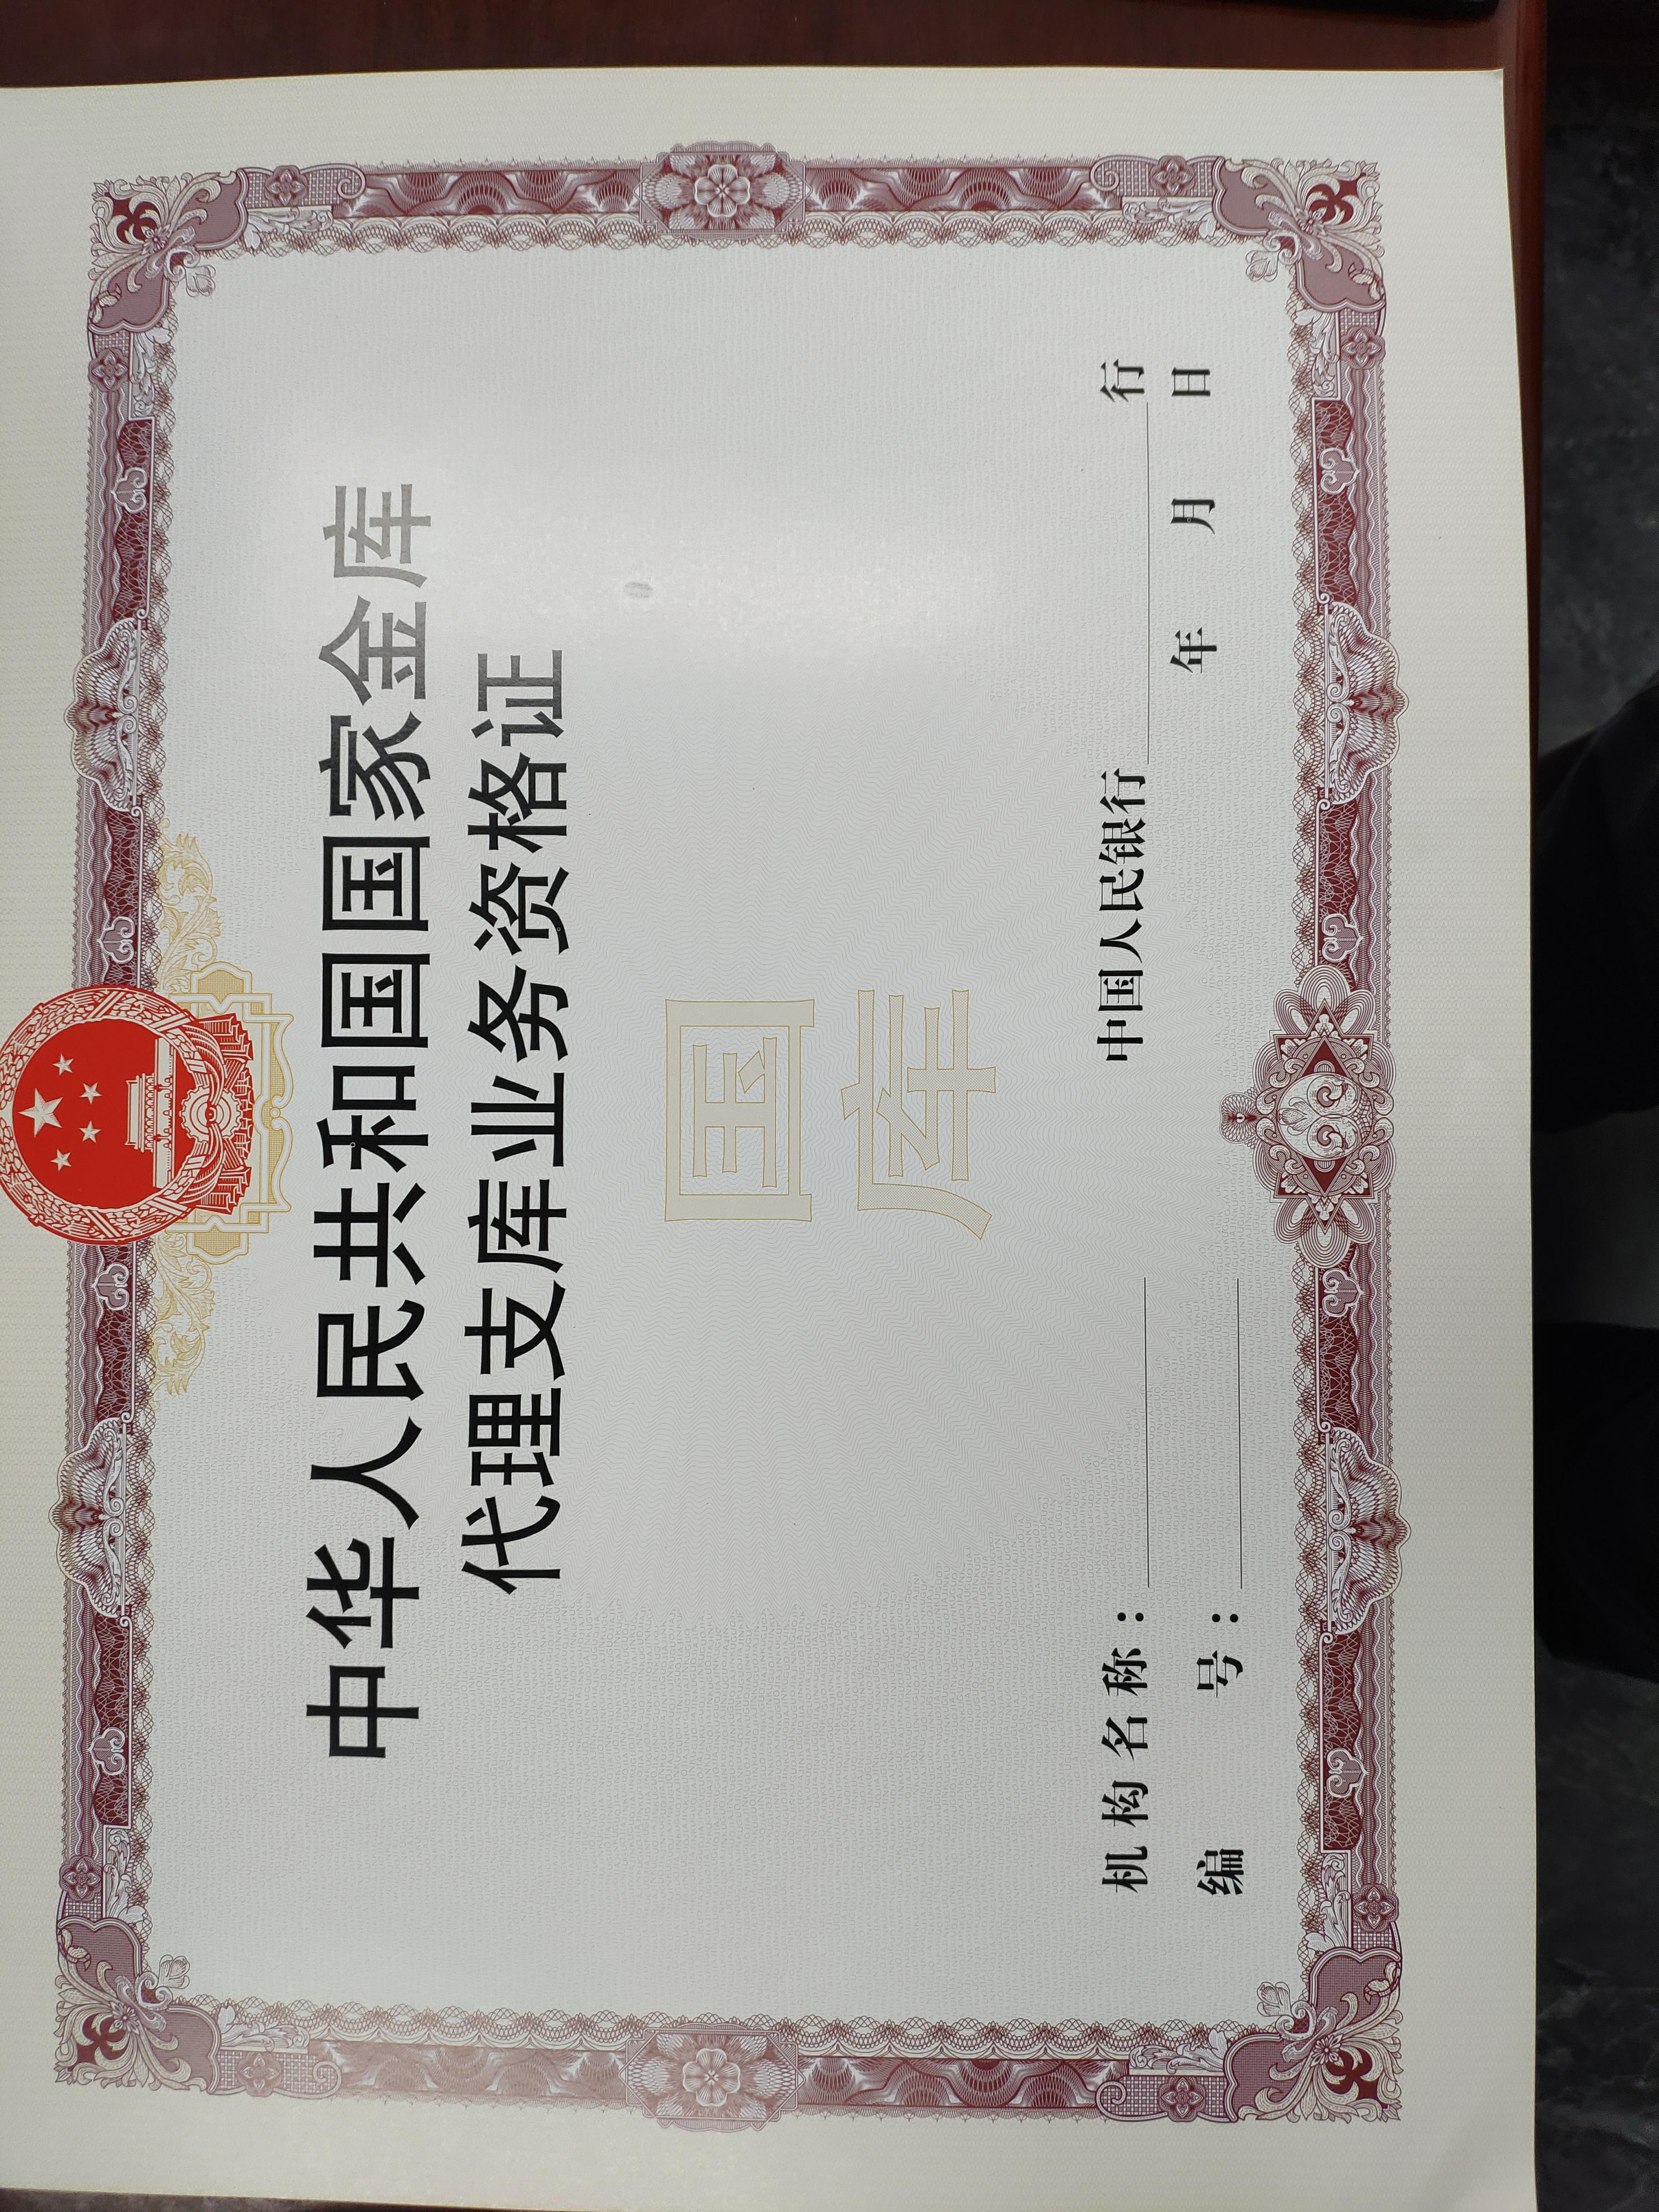 中华人民共和国国家金库
代理支库业务资格证
国
库
机构名称：
编号：
中国人民银行 行
年 月 日